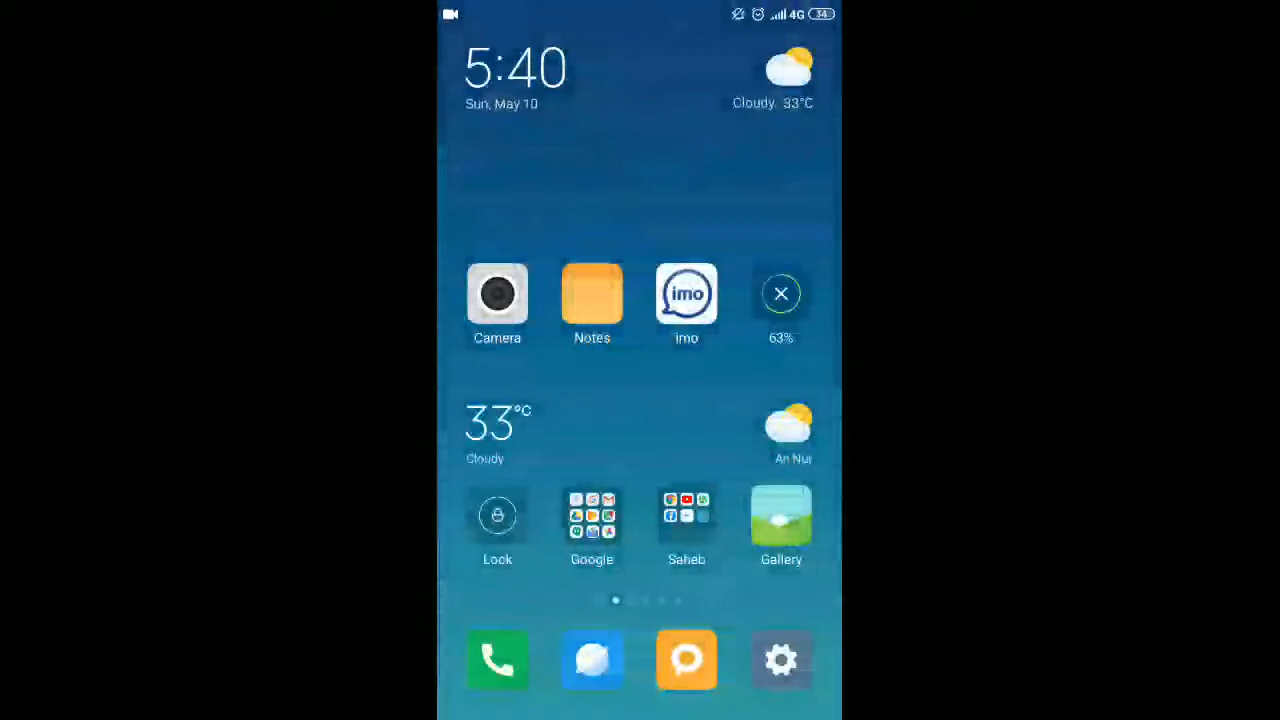 4G 34
5:40
Sun, May 10
Cloudy 33°C
imo
Camera Notes imo 63%
33°C
Cloudy
An Nur
Lock Google Saheb Gallery